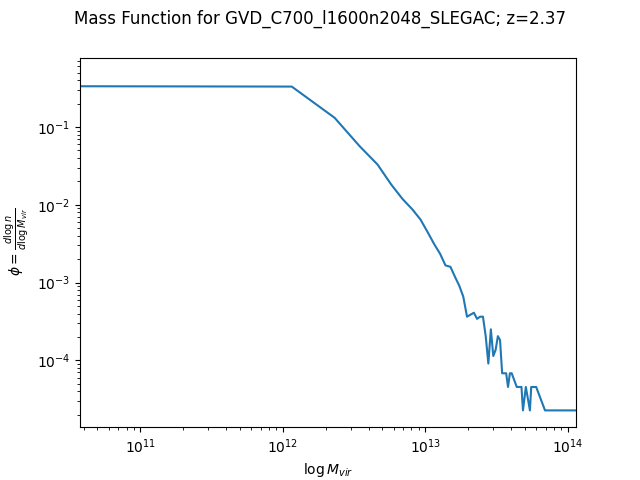 Mass Function for GVD_C700_l1600n2048_SLEGAC; z=2.37
10⁻¹
10⁻²
10⁻³
10⁻⁴
ϕ = d log n / d log M_vir
10¹¹
10¹²
10¹³
10¹⁴
log M_vir